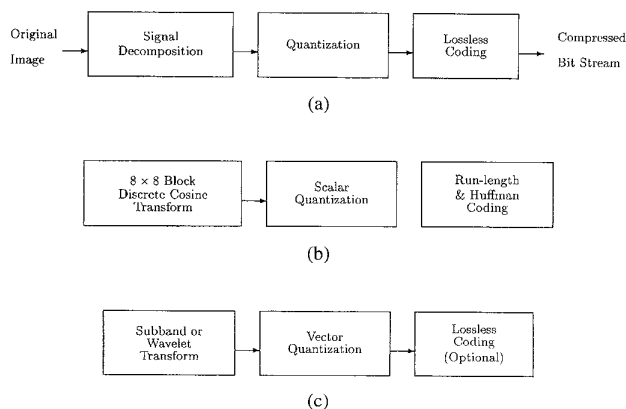 Original
Image
Signal
Decomposition
Quantization
Lossless
Coding
Compressed
Bit Stream
(a)
8 × 8 Block
Discrete Cosine
Transform
Scalar
Quantization
Run-length
& Huffman
Coding
(b)
Subband or
Wavelet
Transform
Vector
Quantization
Lossless
Coding
(Optional)
(c)